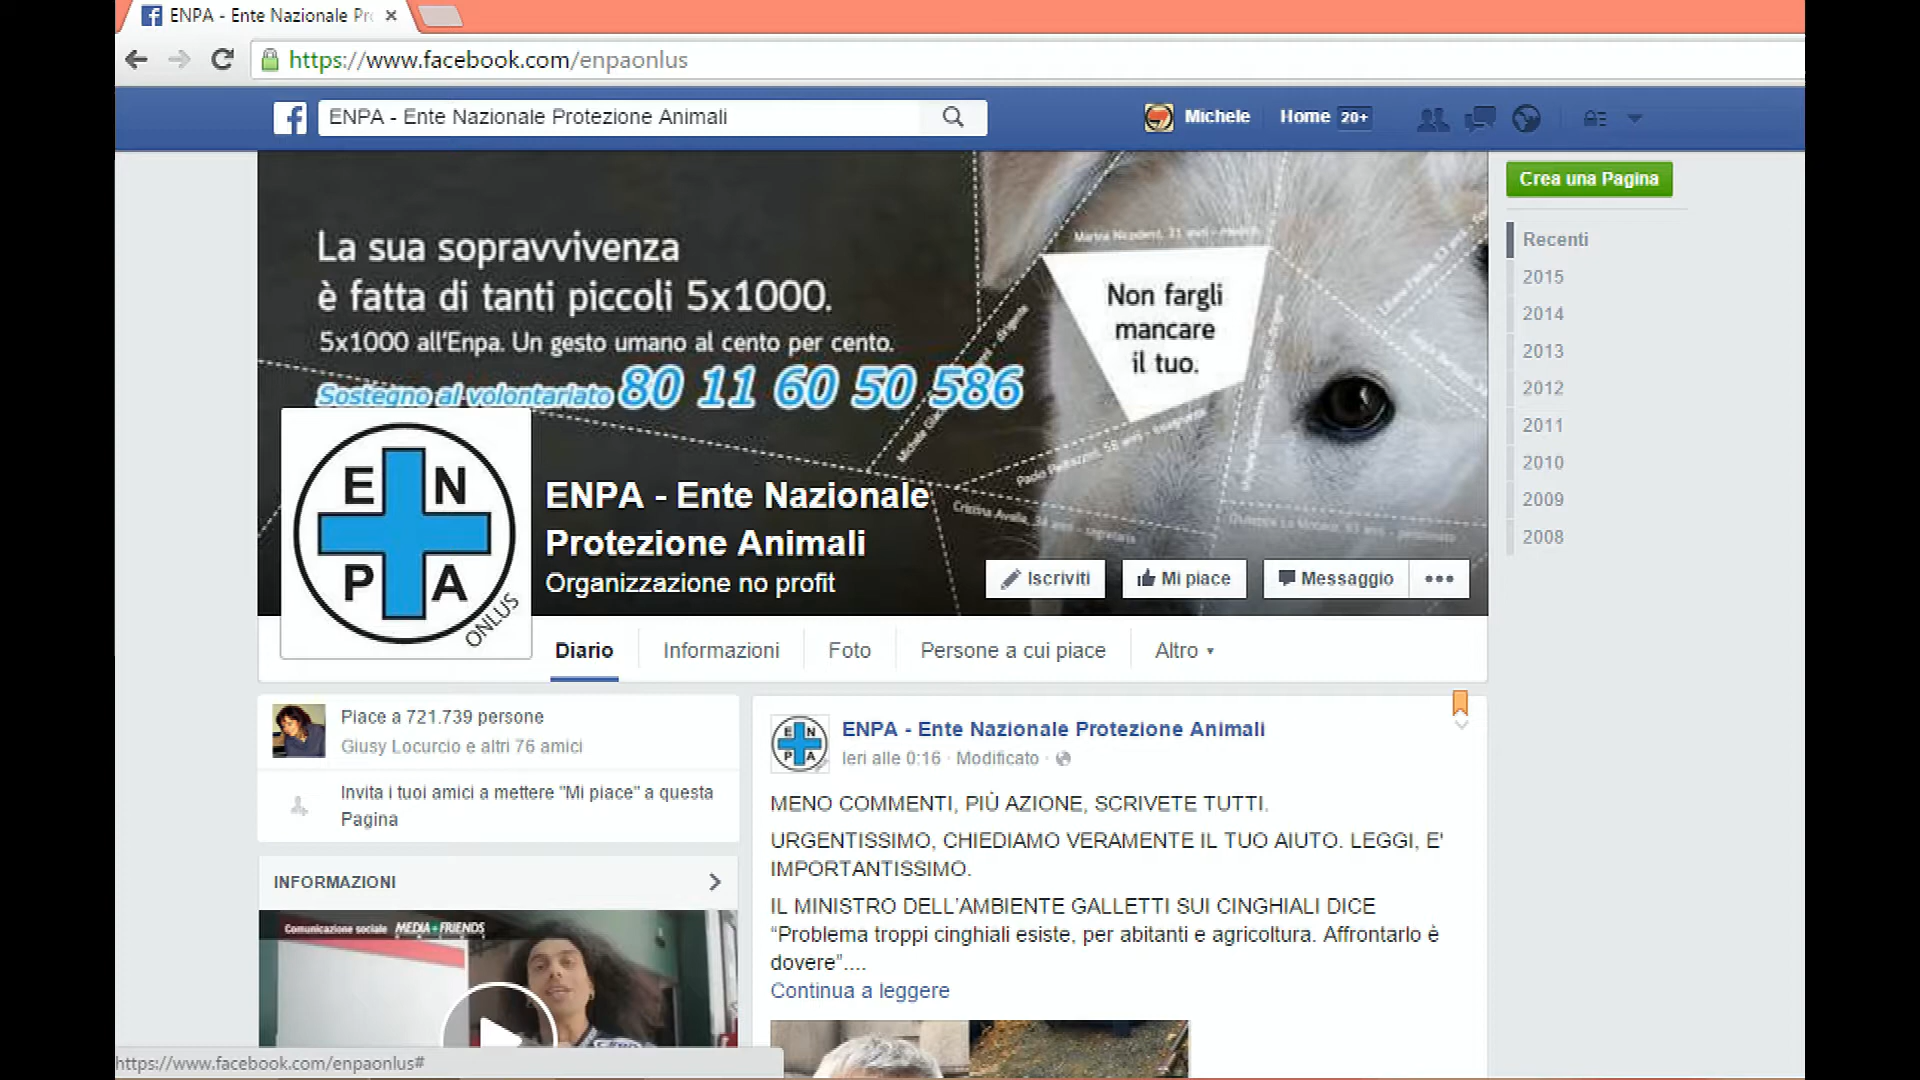 ENPA - Ente Nazionale Pr
https://www.facebook.com/enpaonlus
ENPA - Ente Nazionale Protezione Animali
Michele
Home 20+
Crea una Pagina
Recenti
2015
2014
2013
2012
2011
2010
2009
2008
La sua sopravvivenza
è fatta di tanti piccoli 5x1000.
5x1000 all'Enpa. Un gesto umano al cento per cento.
Sostegno al volontariato 80 11 60 50 586
Non fargli
mancare
il tuo.
E N
P A
ONLUS
ENPA - Ente Nazionale
Protezione Animali
Organizzazione no profit
Iscriviti
Mi piace
Messaggio
Diario
Informazioni
Foto
Persone a cui piace
Altro
Piace a 721.739 persone
Giusy Locurcio e altri 76 amici
Invita i tuoi amici a mettere "Mi piace" a questa
Pagina
INFORMAZIONI
Comunicazione sociale MEDIA+FRIENDS
E N
P A
ENPA - Ente Nazionale Protezione Animali
Ieri alle 0:16 · Modificato ·
MENO COMMENTI, PIÙ AZIONE, SCRIVETE TUTTI.
URGENTISSIMO, CHIEDIAMO VERAMENTE IL TUO AIUTO. LEGGI, E'
IMPORTANTISSIMO.
IL MINISTRO DELL'AMBIENTE GALLETTI SUI CINGHIALI DICE
“Problema troppi cinghiali esiste, per abitanti e agricoltura. Affrontarlo è
dovere”....
Continua a leggere
https://www.facebook.com/enpaonlus#